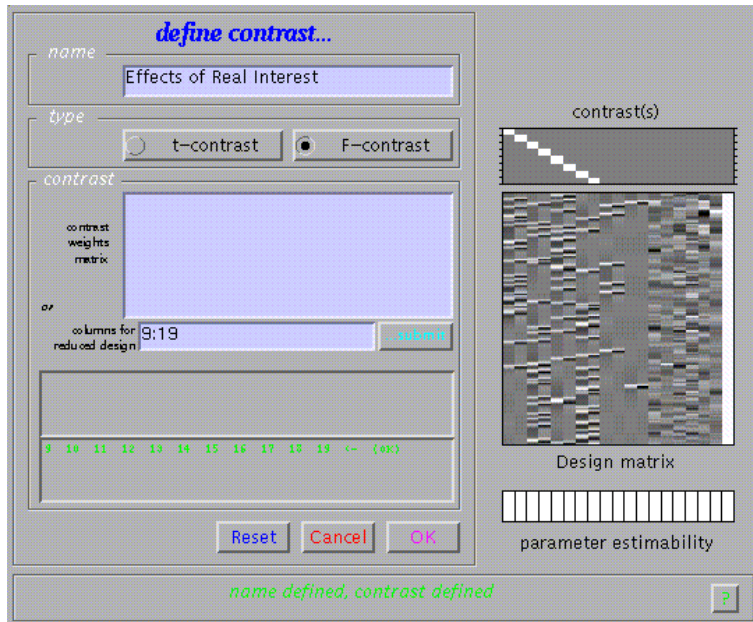 define contrast...
name
Effects of Real Interest
type
t-contrast
F-contrast
contrast
contrast
weights
matrix
or
columns for
reduced design
9:19
...submit
9 10 11 12 13 14 15 16 17 18 19 <- (OK)
Reset
Cancel
OK
name defined, contrast defined
?
contrast(s)
Design matrix
parameter estimability